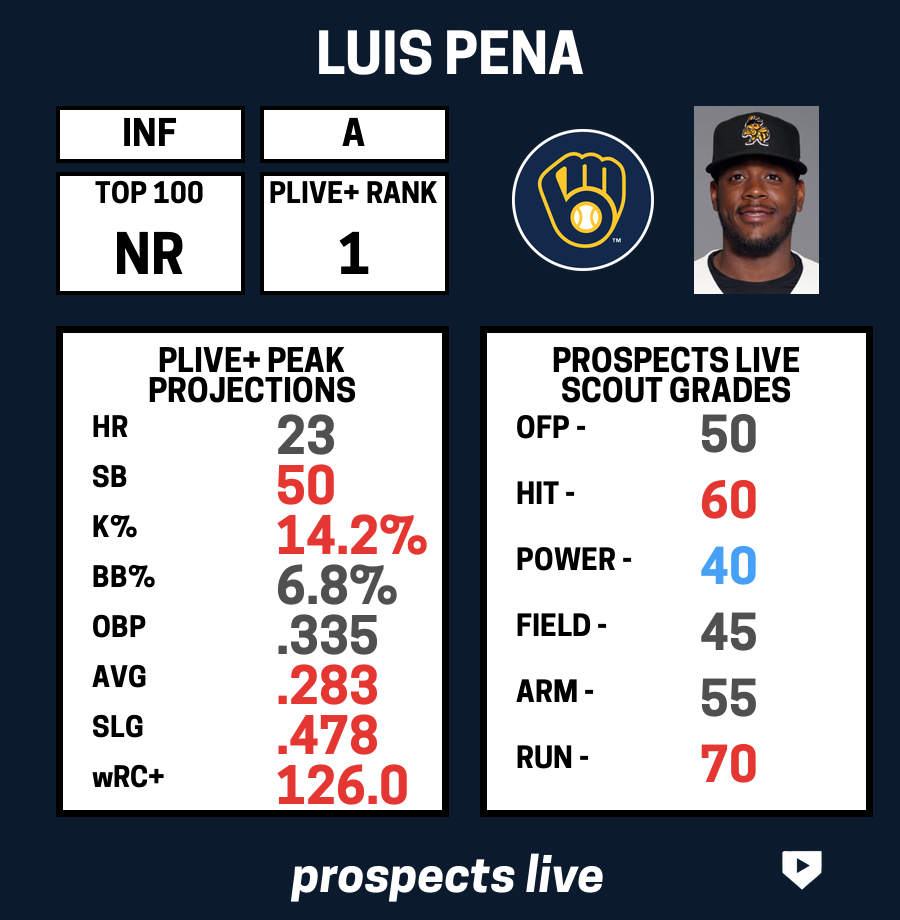 LUIS PENA
INF
A
TOP 100
NR
PLIVE+ RANK
1
™
PLIVE+ PEAK
PROJECTIONS
HR 23
SB 50
K% 14.2%
BB% 6.8%
OBP .335
AVG .283
SLG .478
wRC+ 126.0
PROSPECTS LIVE
SCOUT GRADES
OFP - 50
HIT - 60
POWER - 40
FIELD - 45
ARM - 55
RUN - 70
prospects live